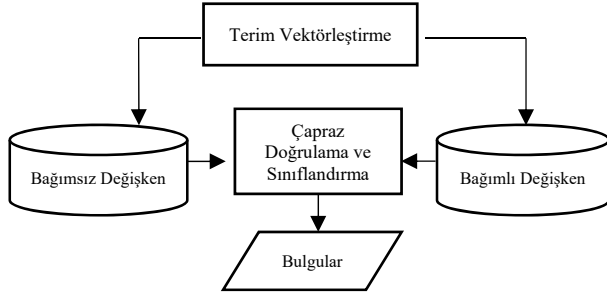 Terim Vektörleştirme
Bağımsız Değişken
Çapraz
Doğrulama ve
Sınıflandırma
Bağımlı Değişken
Bulgular